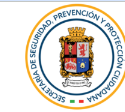 SECRETARÍA DE SEGURIDAD, PREVENCIÓN Y PROTECCIÓN CIUDADANA